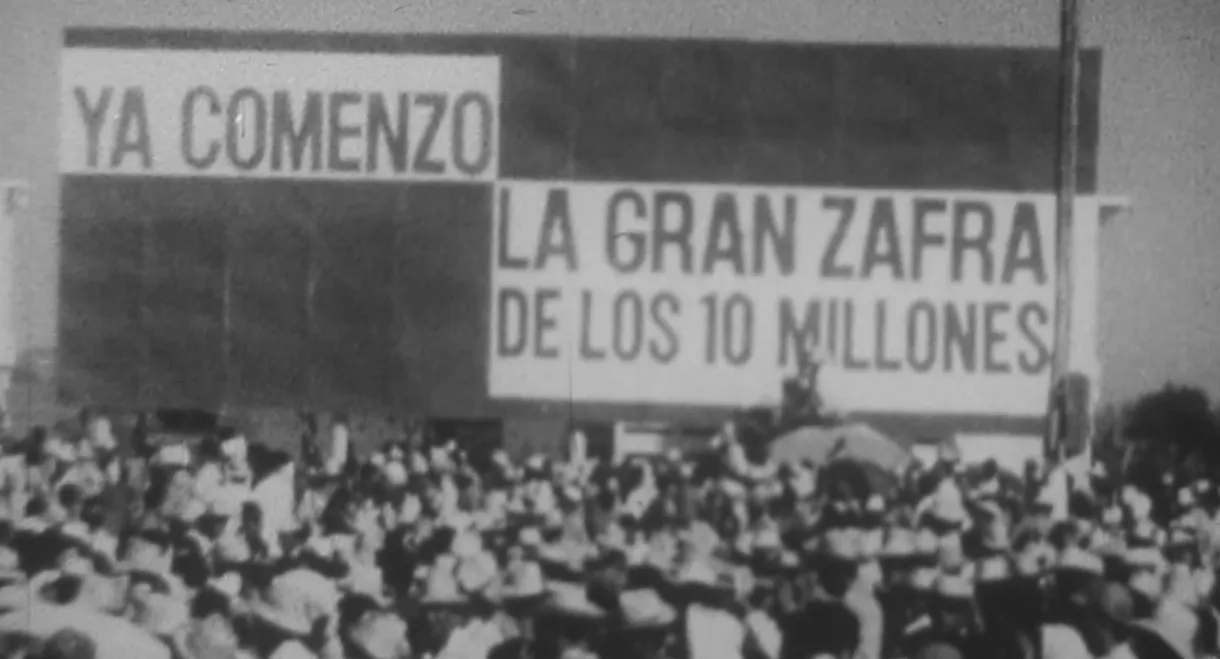 YA COMENZO
LA GRAN ZAFRA
DE LOS 10 MILLONES